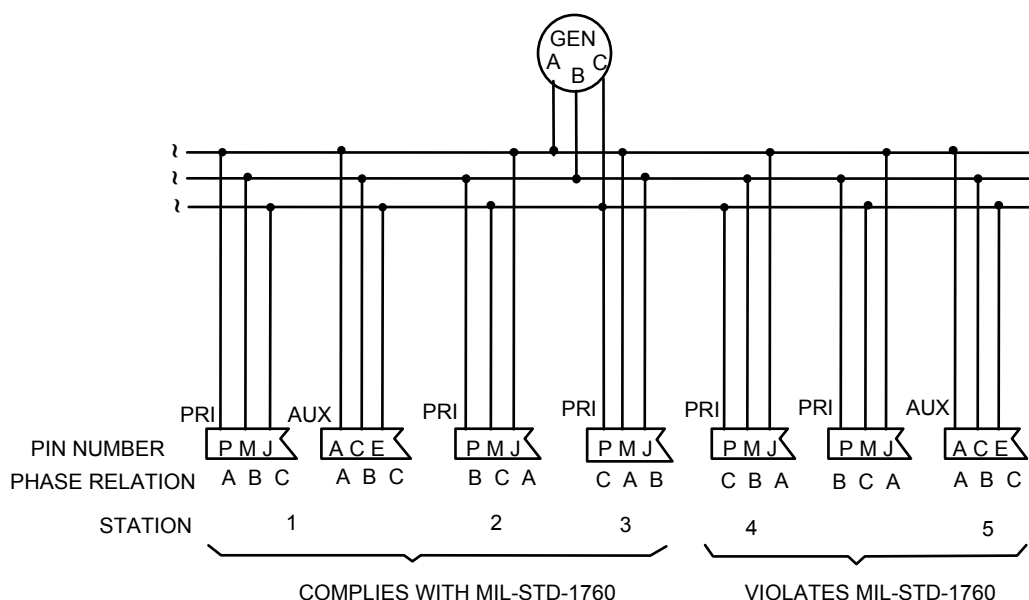 GEN
A B C
~
~
~
PRI AUX PRI PRI PRI PRI AUX
PIN NUMBER P M J A C E P M J P M J P M J P M J A C E
PHASE RELATION A B C A B C B C A C A B C B A B C A A B C
STATION 1 2 3 4 5
COMPLIES WITH MIL-STD-1760 VIOLATES MIL-STD-1760